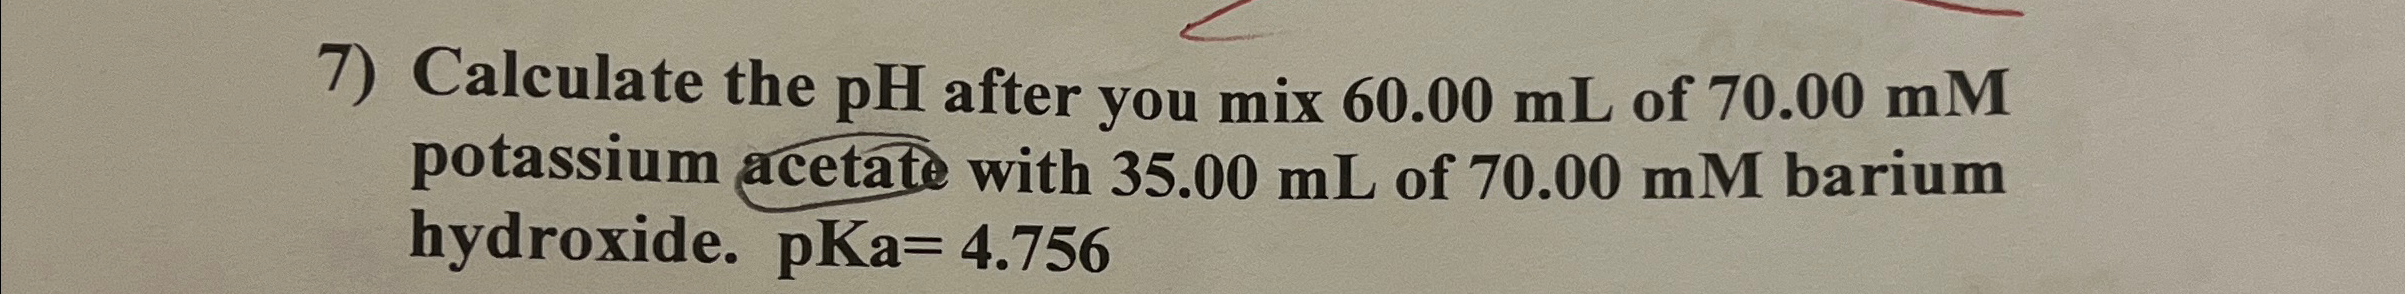 7) Calculate the pH after you mix 60.00 mL of 70.00 mM
potassium acetate with 35.00 mL of 70.00 mM barium
hydroxide. pKa= 4.756